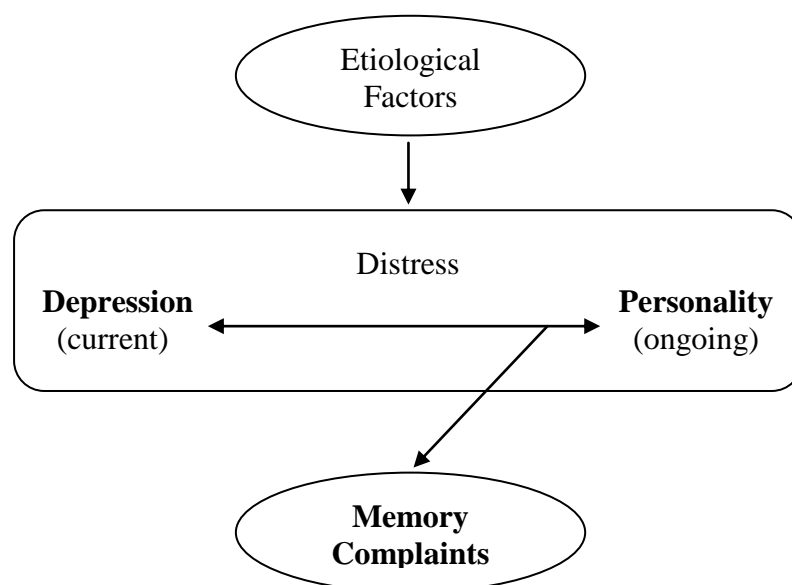 Etiological
Factors
Distress
Depression
(current)
Personality
(ongoing)
Memory
Complaints